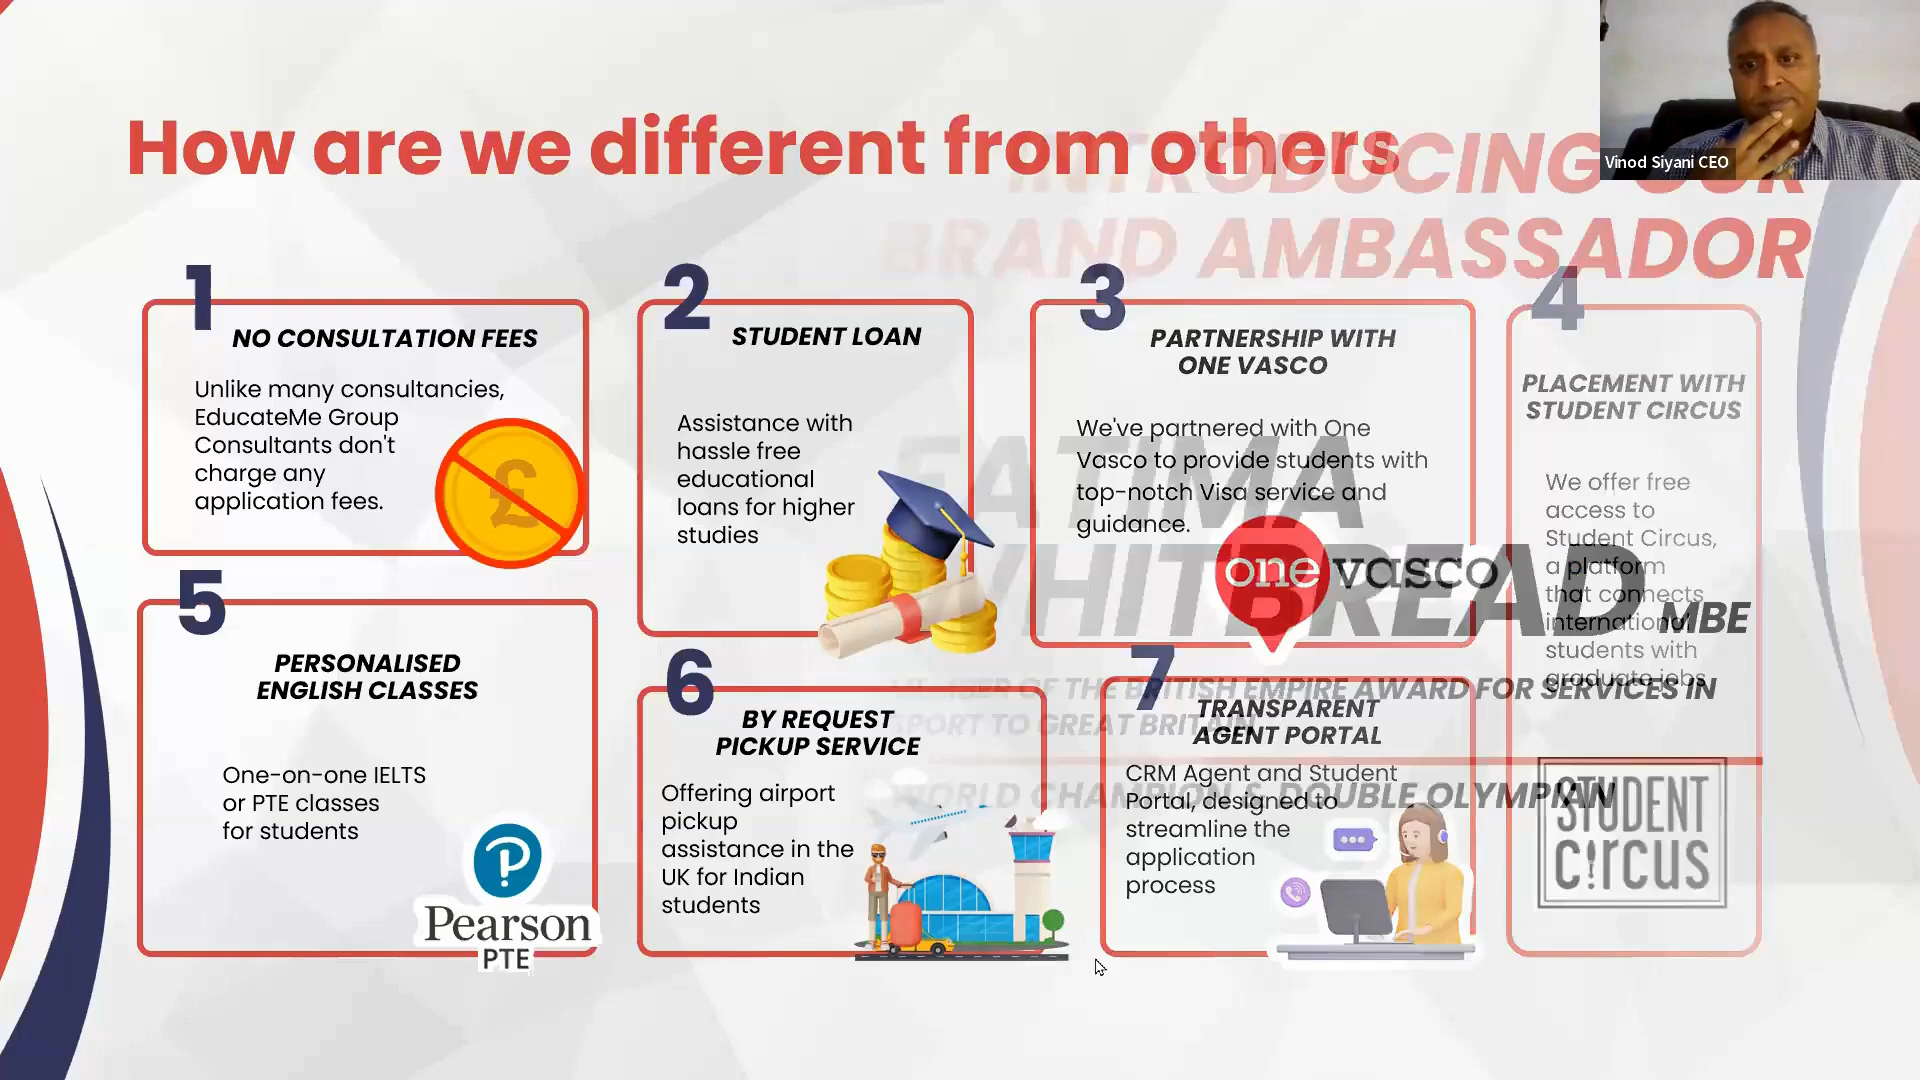 How are we different from others
INTRODUCING OUR
BRAND AMBASSADOR
Vinod Siyani CEO
1
NO CONSULTATION FEES
Unlike many consultancies,
EducateMe Group
Consultants don't
charge any
application fees.
£
2
STUDENT LOAN
Assistance with
hassle free
educational
loans for higher
studies
3
PARTNERSHIP WITH
ONE VASCO
We've partnered with One
Vasco to provide students with
top-notch Visa service and
guidance.
one vasco
4
PLACEMENT WITH
STUDENT CIRCUS
We offer free
access to
Student Circus,
a platform
that connects
international
students with
graduate jobs
STUDENT
CIRCUS
5
PERSONALISED
ENGLISH CLASSES
One-on-one IELTS
or PTE classes
for students
Pearson
PTE
6
BY REQUEST
PICKUP SERVICE
Offering airport
pickup
assistance in the
UK for Indian
students
7
TRANSPARENT
AGENT PORTAL
CRM Agent and Student
Portal, designed to
streamline the
application
process
FATIMA
WHITBREAD MBE
OF THE BRITISH EMPIRE AWARD FOR SERVICES IN
SPORT TO GREAT BRITAIN
WORLD CHAMPION & DOUBLE OLYMPIAN